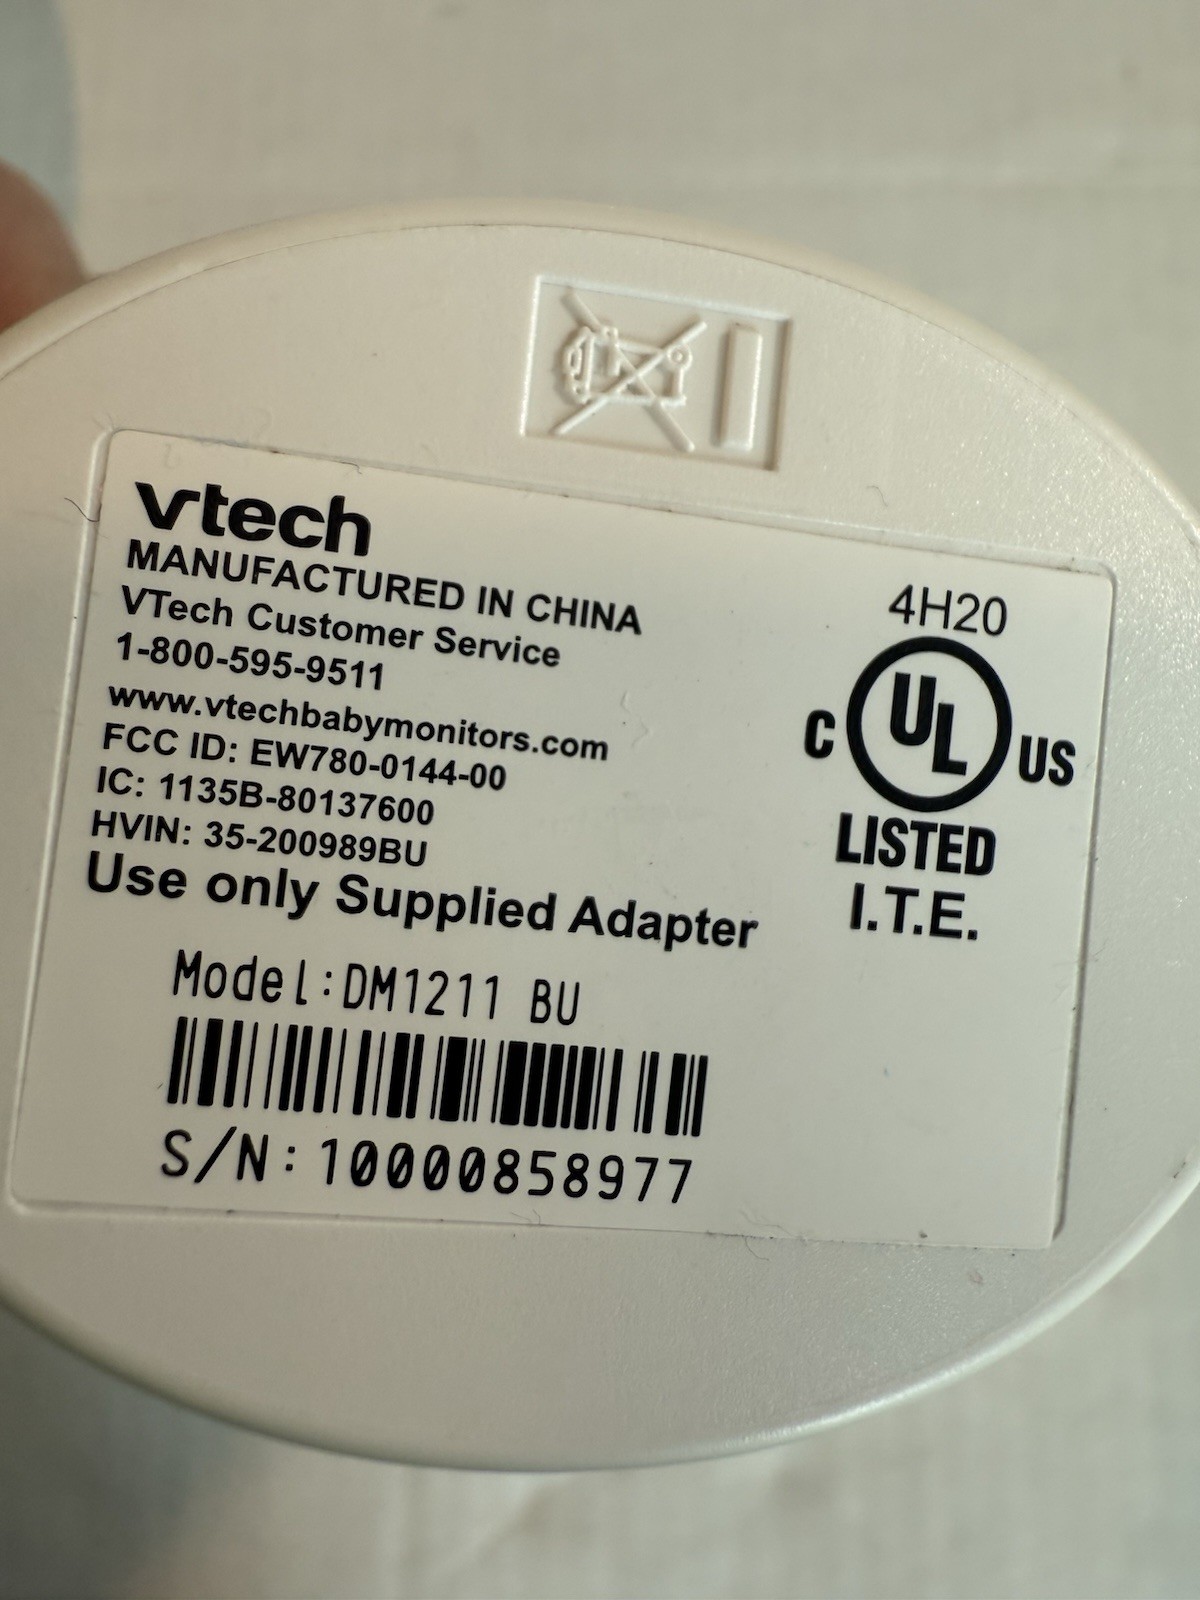 vtech
MANUFACTURED IN CHINA
VTech Customer Service
1-800-595-9511
www.vtechbabymonitors.com
FCC ID: EW780-0144-00
IC: 1135B-80137600
HVIN: 35-200989BU
Use only Supplied Adapter
4H20
C UL US
LISTED
I.T.E.
Model:DM1211 BU
S/N:10000858977